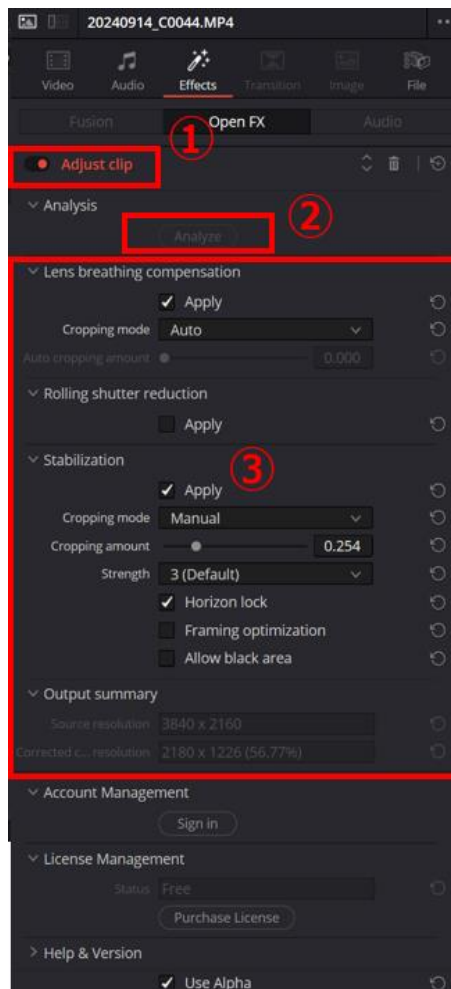 20240914_C0044.MP4
Video Audio Effects Transition Image File
Fusion Open FX Audio
①
Adjust clip
Analysis
②
Analyze
Lens breathing compensation
Apply
Cropping mode Auto
Auto cropping amount 0.000
Rolling shutter reduction
Apply
Stabilization
③
Apply
Cropping mode Manual
Cropping amount 0.254
Strength 3 (Default)
Horizon lock
Framing optimization
Allow black area
Output summary
Source resolution 3840 x 2160
Corrected c... resolution 2180 x 1226 (56.77%)
Account Management
Sign in
License Management
Status Free
Purchase License
Help & Version
Use Alpha